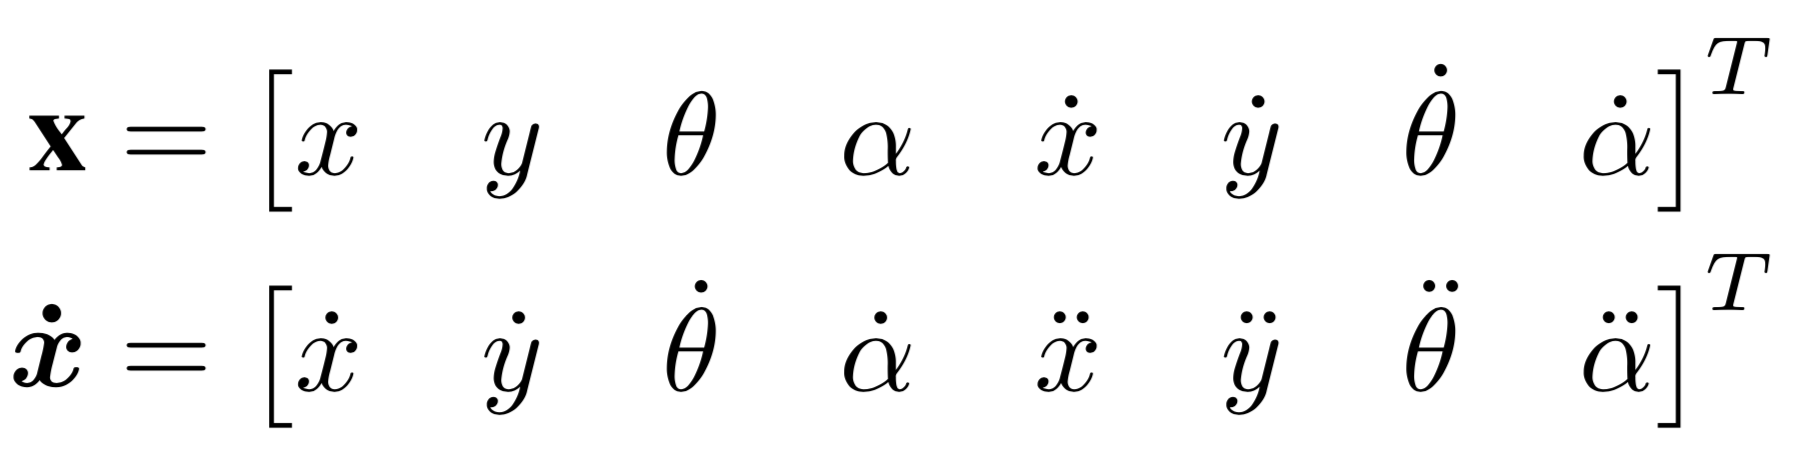 𝐱 = [x y θ α ẋ ẏ θ̇ α̇]ᵀ
𝒙̇ = [ẋ ẏ θ̇ α̇ ẍ ÿ θ̈ α̈]ᵀ